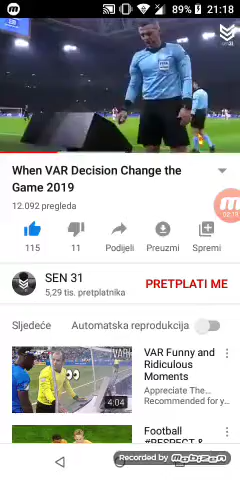 89% 21:18
When VAR Decision Change the
Game 2019
12.092 pregleda
115
11
Podijeli
Preuzmi
Spremi
SEN 31
5,29 tis. pretplatnika
PRETPLATI ME
Sljedeće
Automatska reprodukcija
VAR
4:04
VAR Funny and
Ridiculous
Moments
Appreciate The...
Recommended for y...
Football
#RESPECT &
Recorded by Mobizen